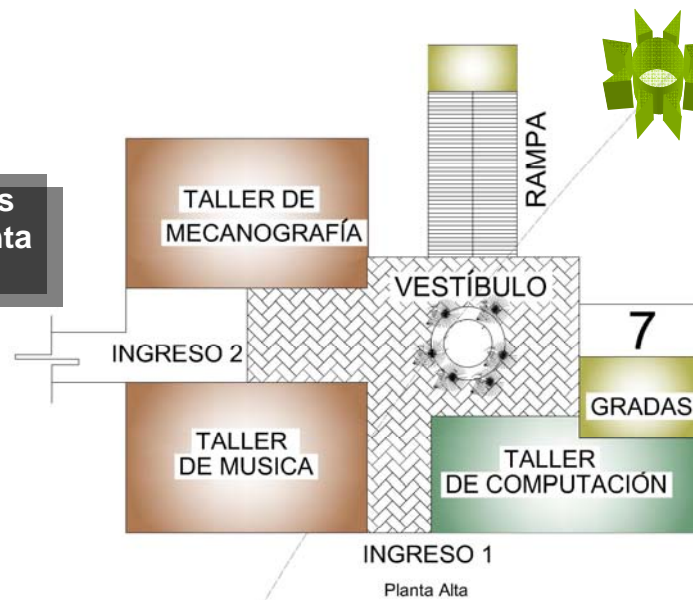 RAMPA
s
nta
TALLER DE
MECANOGRAFÍA
VESTÍBULO
7
INGRESO 2
GRADAS
TALLER
DE MUSICA
TALLER
DE COMPUTACIÓN
INGRESO 1
Planta Alta